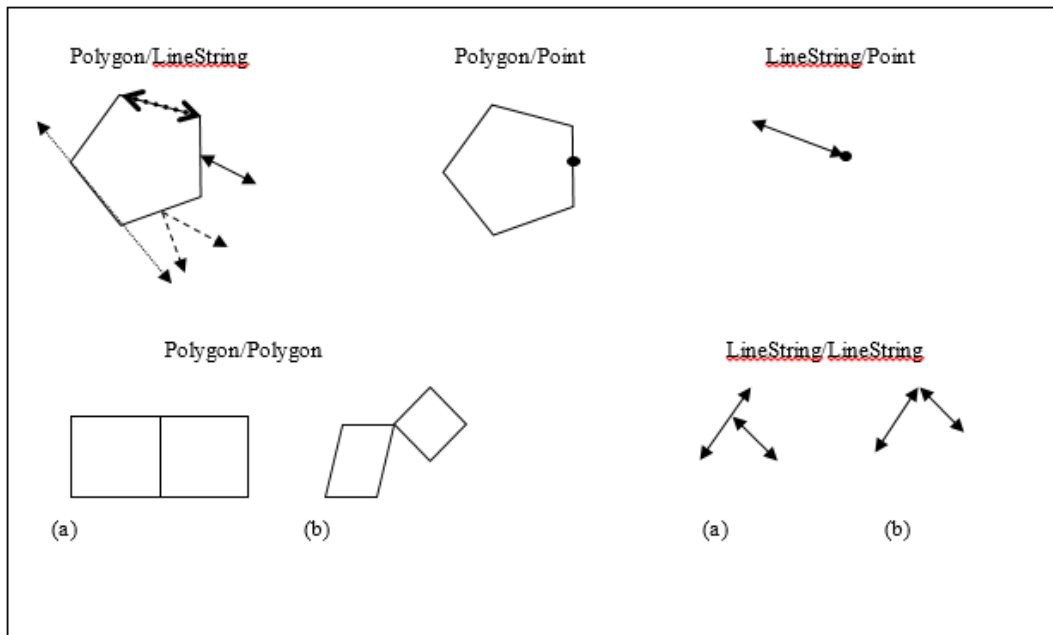 Polygon/LineString
Polygon/Point
LineString/Point
Polygon/Polygon
LineString/LineString
(a)
(b)
(a)
(b)